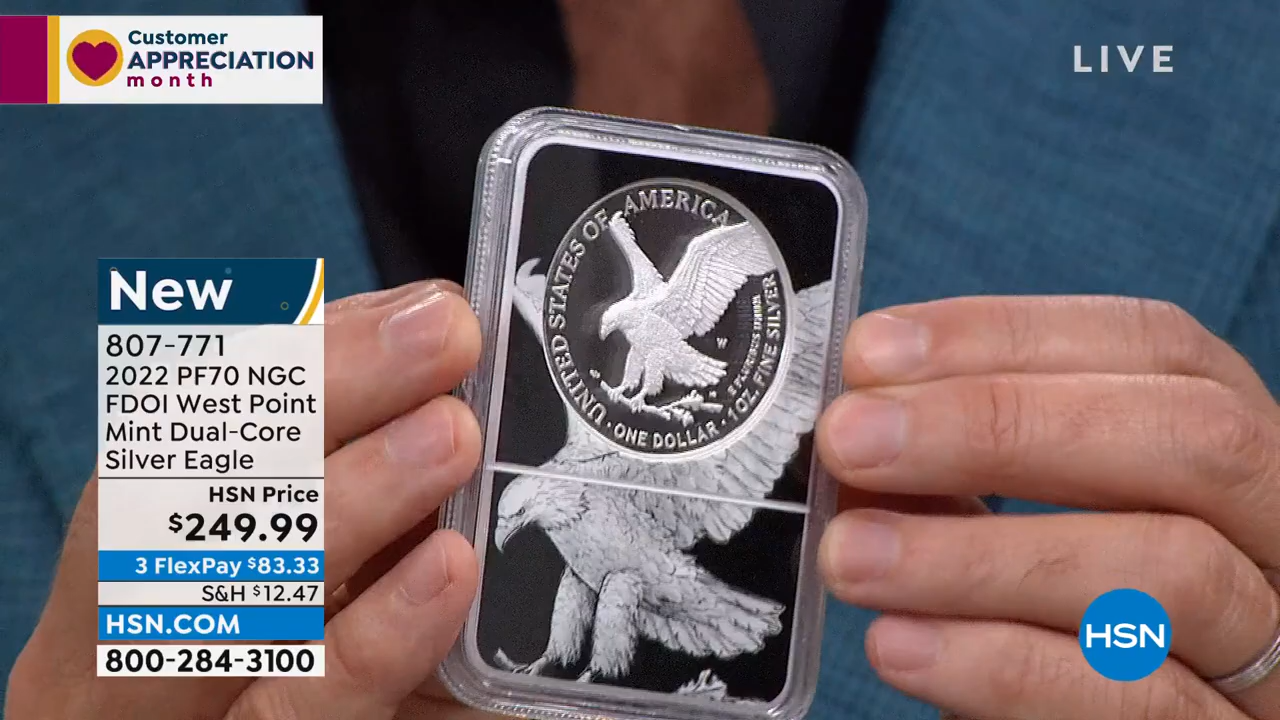 Customer
APPRECIATION
month
LIVE
New
807-771
2022 PF70 NGC
FDOI West Point
Mint Dual-Core
Silver Eagle
HSN Price
$249.99
3 FlexPay $83.33
S&H $12.47
HSN.COM
800-284-3100
UNITED STATES OF AMERICA
W
E PLURIBUS UNUM
1 OZ. FINE SILVER
• ONE DOLLAR •
HSN